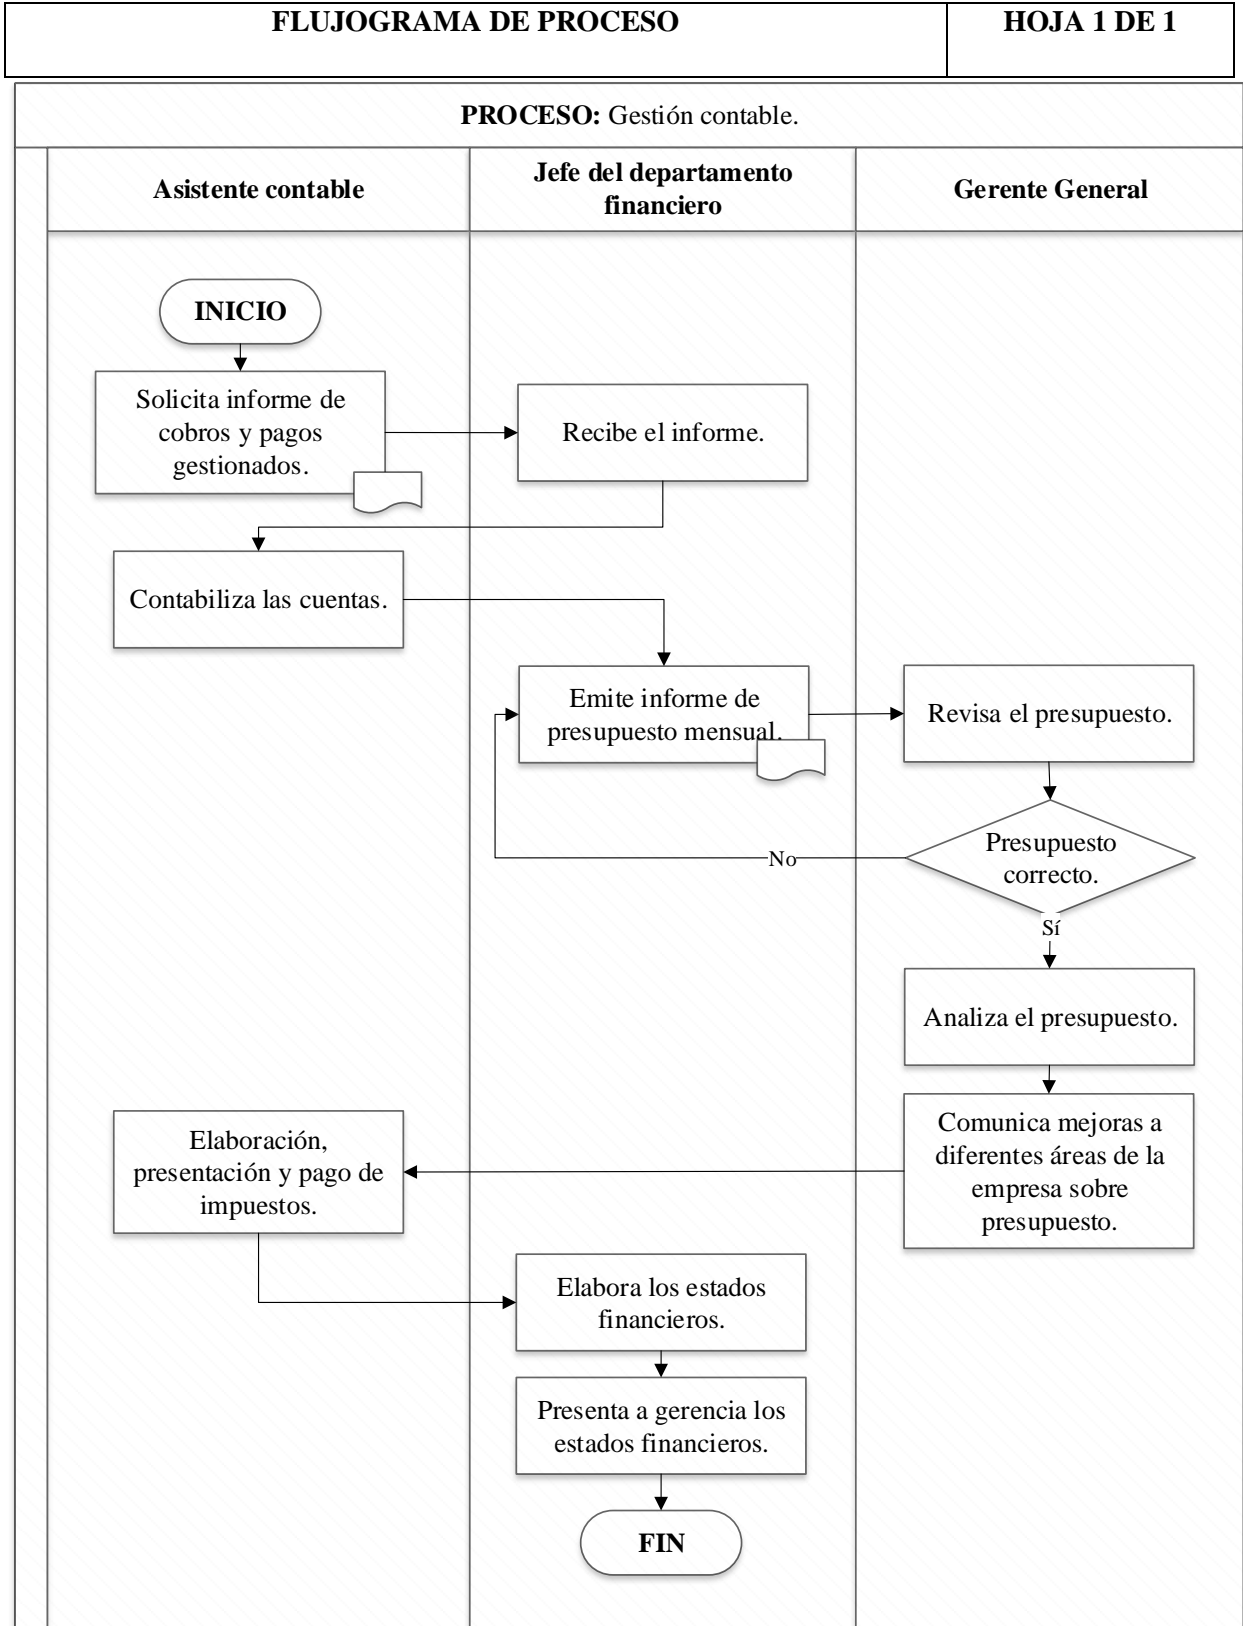 FLUJOGRAMA DE PROCESO
HOJA 1 DE 1
PROCESO: Gestión contable.
Asistente contable
Jefe del departamento
financiero
Gerente General
INICIO
Solicita informe de
cobros y pagos
gestionados.
Recibe el informe.
Contabiliza las cuentas.
Emite informe de
presupuesto mensual.
Revisa el presupuesto.
Presupuesto
correcto.
No
Sí
Analiza el presupuesto.
Comunica mejoras a
diferentes áreas de la
empresa sobre
presupuesto.
Elaboración,
presentación y pago de
impuestos.
Elabora los estados
financieros.
Presenta a gerencia los
estados financieros.
FIN